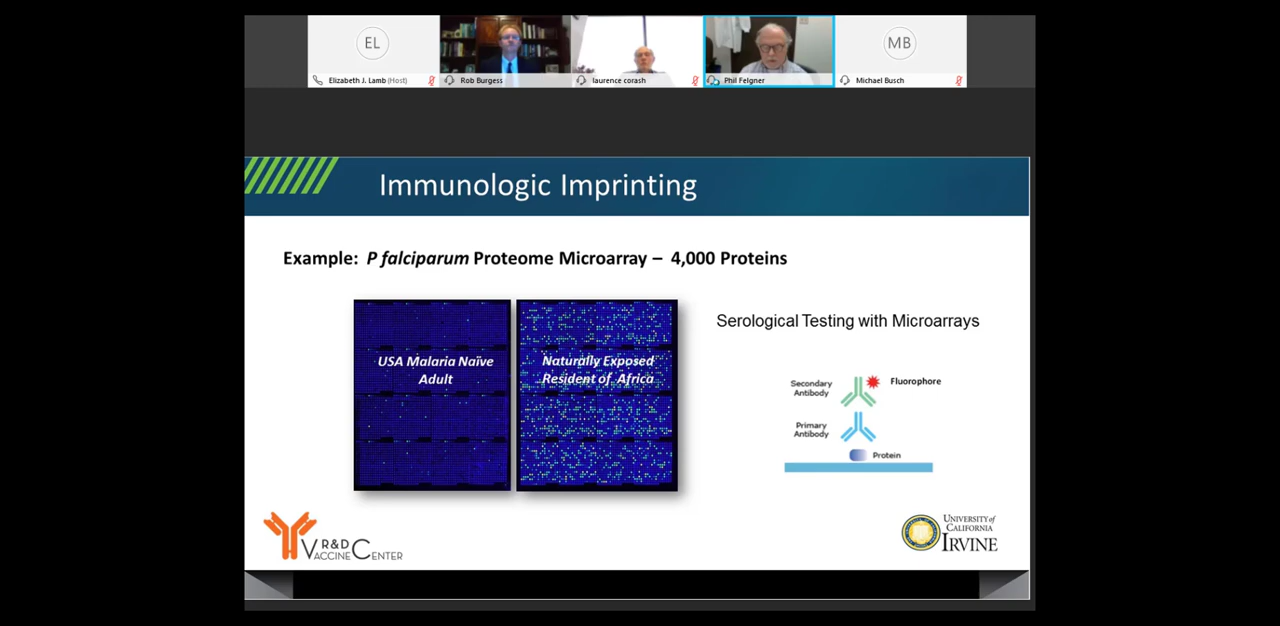 EL
MB
Elizabeth J. Lamb (Host)
Rob Burgess
laurence corash
Phil Felgner
Michael Busch
Immunologic Imprinting
Example: P falciparum Proteome Microarray – 4,000 Proteins
USA Malaria Naïve
Adult
Naturally Exposed
Resident of Africa
Serological Testing with Microarrays
Secondary
Antibody
Fluorophore
Primary
Antibody
Protein
R&D
VACCINE CENTER
UNIVERSITY of
CALIFORNIA
IRVINE